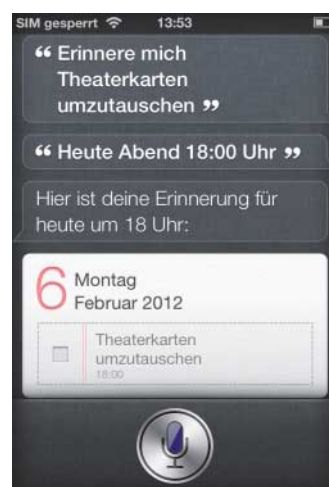 SIM gesperrt 13:53
“ Erinnere mich
Theaterkarten
umzutauschen ”
“ Heute Abend 18:00 Uhr ”
Hier ist deine Erinnerung für
heute um 18 Uhr:
6 Montag
Februar 2012
Theaterkarten
umzutauschen
18:00